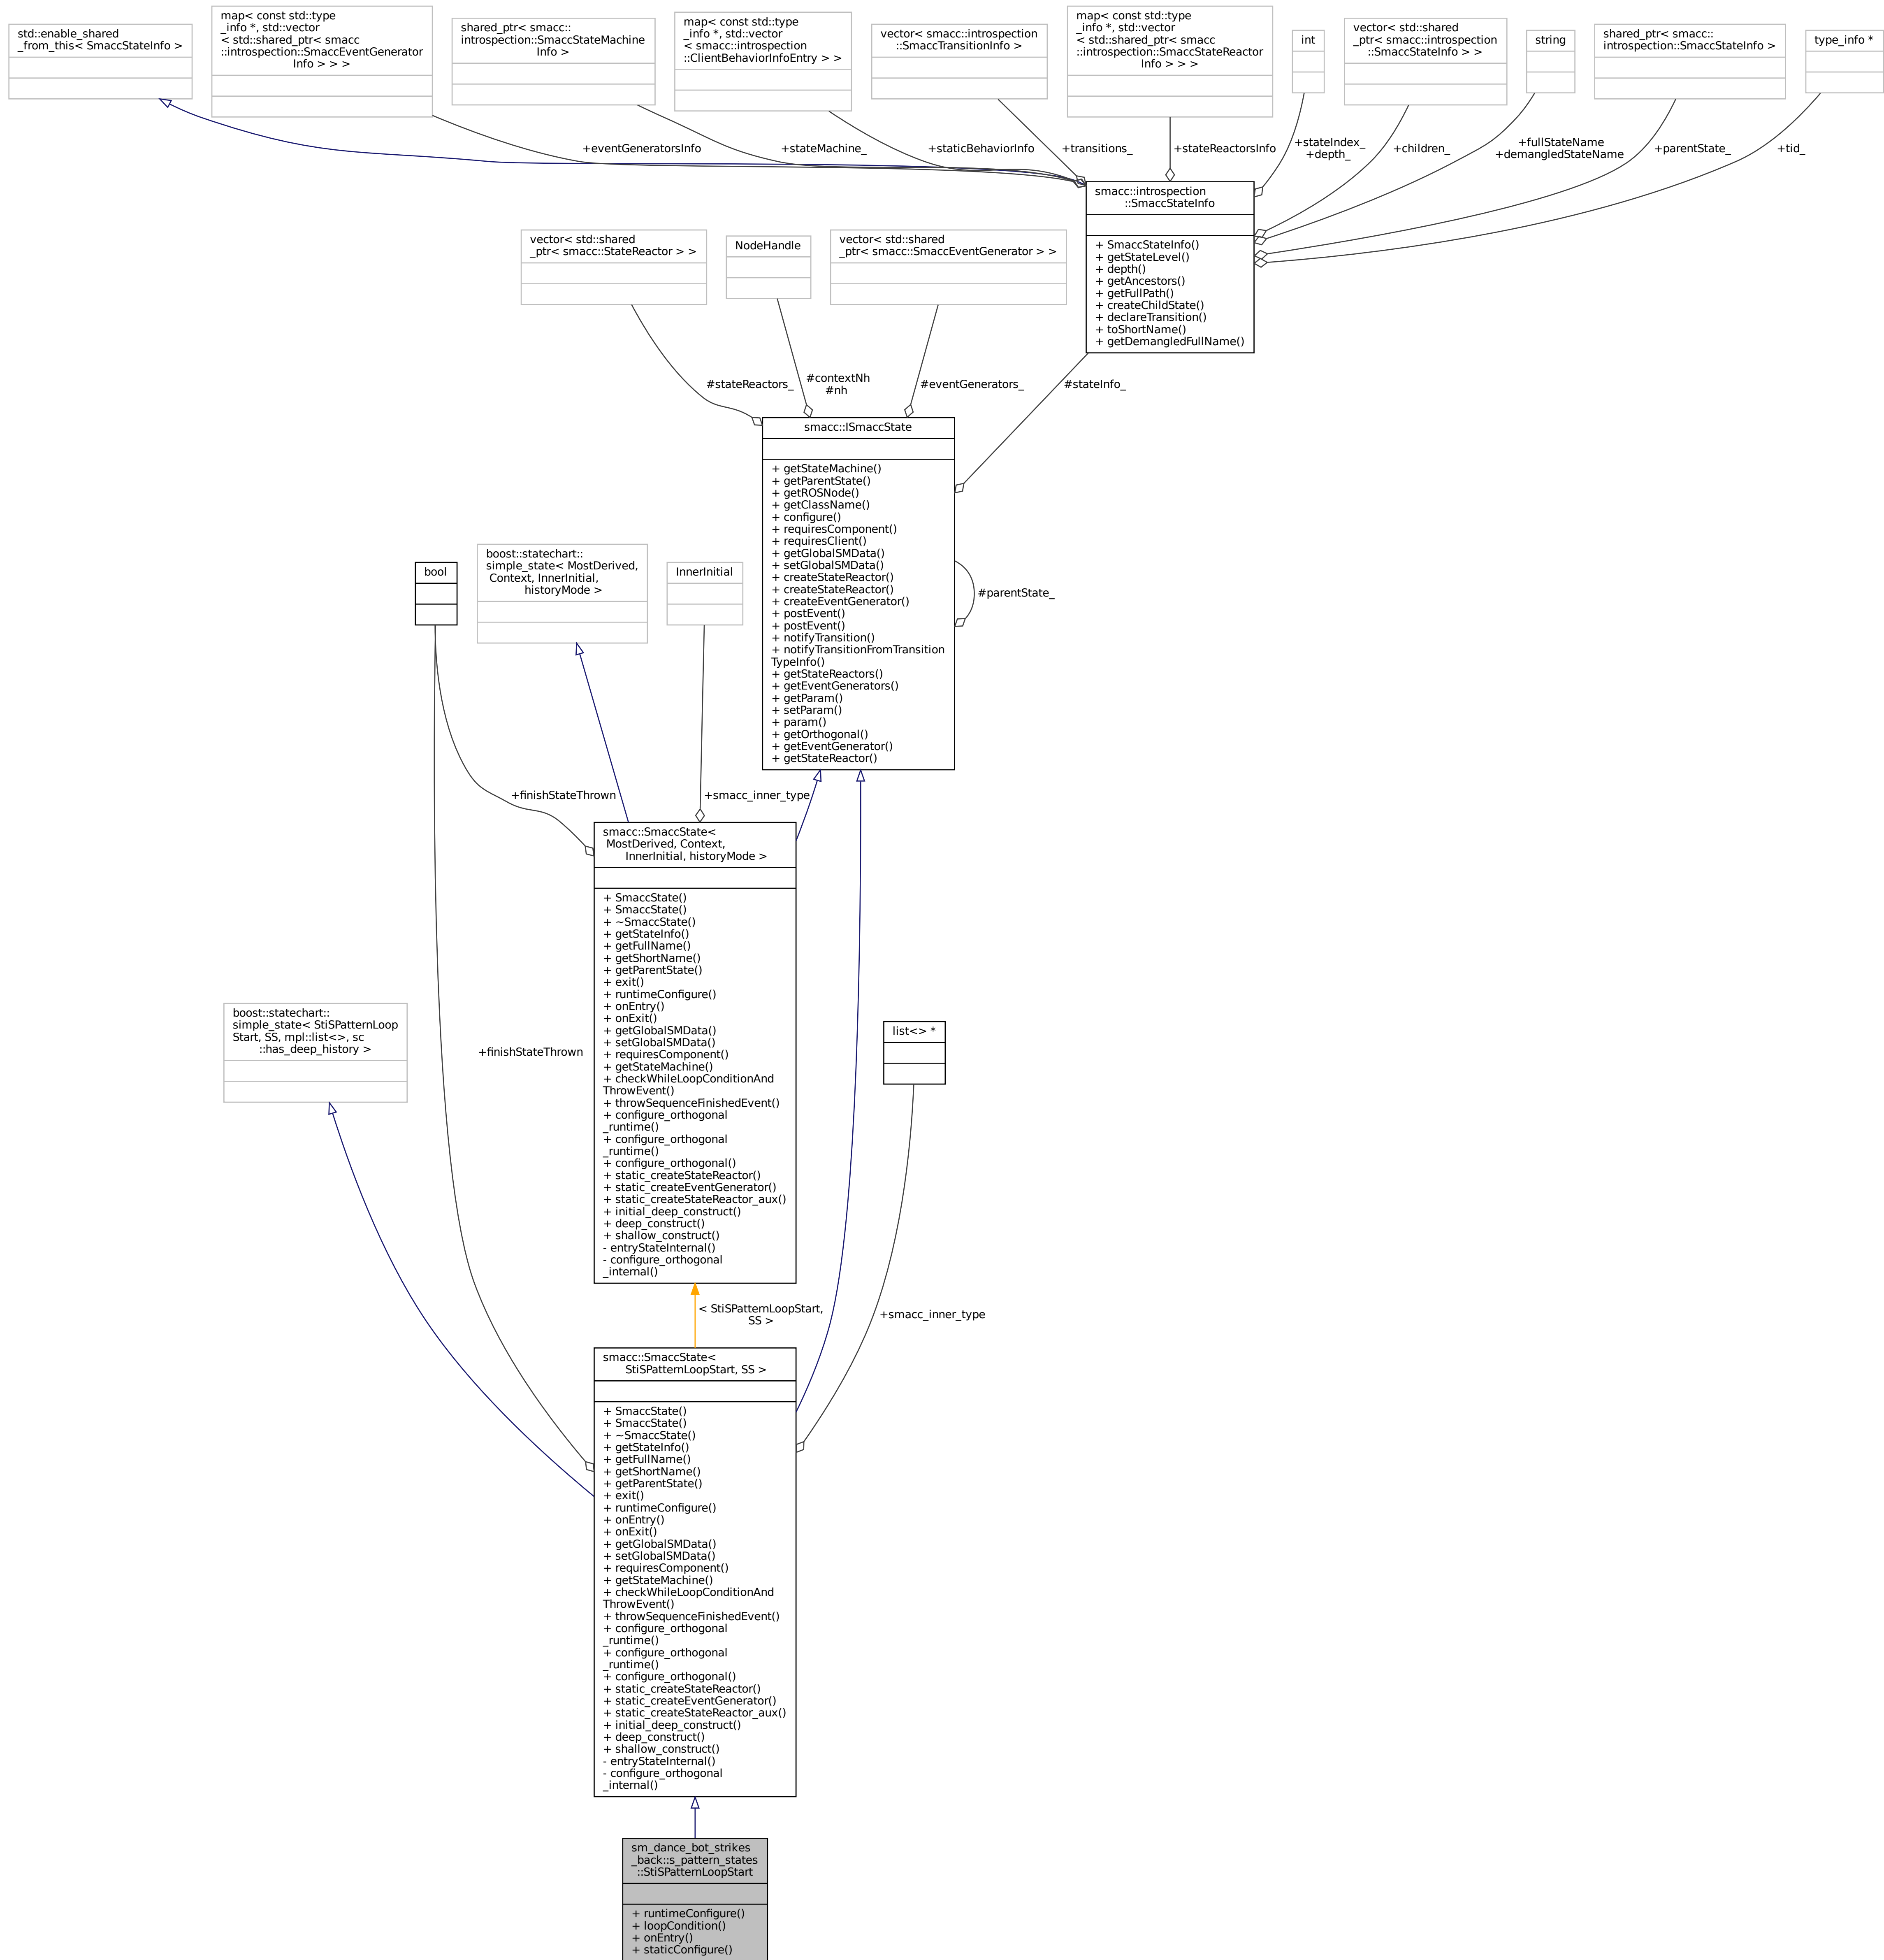 std::enable_shared
_from_this< SmaccStateInfo >
map< const std::type
_info *, std::vector
< std::shared_ptr< smacc
::introspection::SmaccEventGenerator
Info > > >
shared_ptr< smacc::
introspection::SmaccStateMachine
Info >
map< const std::type
_info *, std::vector
< smacc::introspection
::ClientBehaviorInfoEntry > >
vector< smacc::introspection
::SmaccTransitionInfo >
map< const std::type
_info *, std::vector
< std::shared_ptr< smacc
::introspection::SmaccStateReactor
Info > > >
int
vector< std::shared
_ptr< smacc::introspection
::SmaccStateInfo > >
string
shared_ptr< smacc::
introspection::SmaccStateInfo >
type_info *
+eventGeneratorsInfo
+stateMachine_
+staticBehaviorInfo
+transitions_
+stateReactorsInfo
+stateIndex_
+depth_
+children_
+fullStateName
+demangledStateName
+parentState_
+tid_
smacc::introspection
::SmaccStateInfo
+ SmaccStateInfo()
+ getStateLevel()
+ depth()
+ getAncestors()
+ getFullPath()
+ createChildState()
+ declareTransition()
+ toShortName()
+ getDemangledFullName()
vector< std::shared
_ptr< smacc::StateReactor > >
NodeHandle
vector< std::shared
_ptr< smacc::SmaccEventGenerator > >
#stateReactors_
#contextNh
#nh
#eventGenerators_
#stateInfo_
smacc::ISmaccState
+ getStateMachine()
+ getParentState()
+ getROSNode()
+ getClassName()
+ configure()
+ requiresComponent()
+ requiresClient()
+ getGlobalSMData()
+ setGlobalSMData()
+ createStateReactor()
+ createStateReactor()
+ createEventGenerator()
+ postEvent()
+ postEvent()
+ notifyTransition()
+ notifyTransitionFromTransition
TypeInfo()
+ getStateReactors()
+ getEventGenerators()
+ getParam()
+ setParam()
+ param()
+ getOrthogonal()
+ getEventGenerator()
+ getStateReactor()
#parentState_
bool
boost::statechart::
simple_state< MostDerived,
Context, InnerInitial,
historyMode >
InnerInitial
+finishStateThrown
+smacc_inner_type
smacc::SmaccState<
MostDerived, Context,
InnerInitial, historyMode >
+ SmaccState()
+ SmaccState()
+ ~SmaccState()
+ getStateInfo()
+ getFullName()
+ getShortName()
+ getParentState()
+ exit()
+ runtimeConfigure()
+ onEntry()
+ onExit()
+ getGlobalSMData()
+ setGlobalSMData()
+ requiresComponent()
+ getStateMachine()
+ checkWhileLoopConditionAnd
ThrowEvent()
+ throwSequenceFinishedEvent()
+ configure_orthogonal
_runtime()
+ configure_orthogonal
_runtime()
+ configure_orthogonal()
+ static_createStateReactor()
+ static_createEventGenerator()
+ static_createStateReactor_aux()
+ initial_deep_construct()
+ deep_construct()
+ shallow_construct()
- entryStateInternal()
- configure_orthogonal
_internal()
boost::statechart::
simple_state< StiSPatternLoop
Start, SS, mpl::list<>, sc
::has_deep_history >
+finishStateThrown
list<> *
< StiSPatternLoopStart,
SS >
+smacc_inner_type
smacc::SmaccState<
StiSPatternLoopStart, SS >
+ SmaccState()
+ SmaccState()
+ ~SmaccState()
+ getStateInfo()
+ getFullName()
+ getShortName()
+ getParentState()
+ exit()
+ runtimeConfigure()
+ onEntry()
+ onExit()
+ getGlobalSMData()
+ setGlobalSMData()
+ requiresComponent()
+ getStateMachine()
+ checkWhileLoopConditionAnd
ThrowEvent()
+ throwSequenceFinishedEvent()
+ configure_orthogonal
_runtime()
+ configure_orthogonal
_runtime()
+ configure_orthogonal()
+ static_createStateReactor()
+ static_createEventGenerator()
+ static_createStateReactor_aux()
+ initial_deep_construct()
+ deep_construct()
+ shallow_construct()
- entryStateInternal()
- configure_orthogonal
_internal()
sm_dance_bot_strikes
_back::s_pattern_states
::StiSPatternLoopStart
+ runtimeConfigure()
+ loopCondition()
+ onEntry()
+ staticConfigure()